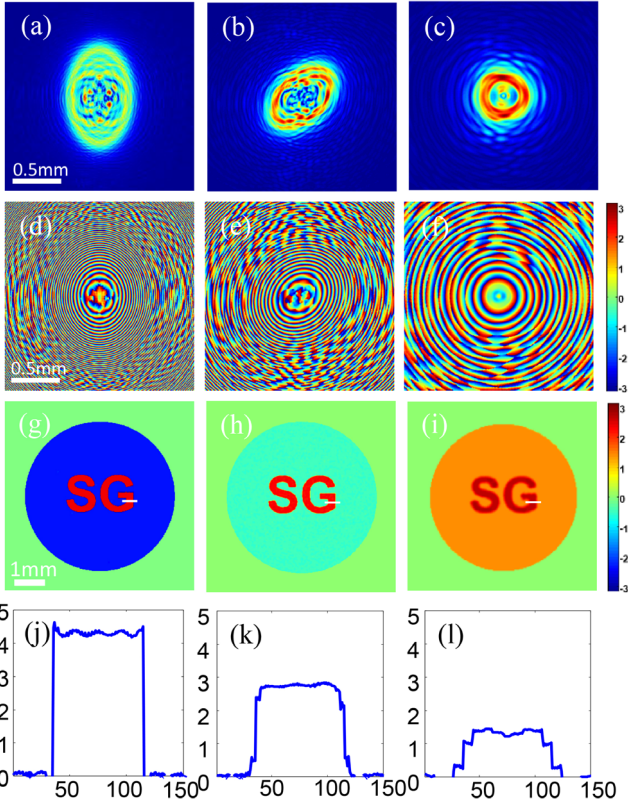 (a) (b) (c)
0.5mm
(d) (e) (f)
0.5mm
3
2
1
0
-1
-2
-3
(g) (h) (i)
SG SG SG
1mm
3
2
1
0
-1
-2
-3
(j) (k) (l)
5 5 5
4 4 4
3 3 3
2 2 2
1 1 1
0 0 0
50 100 150 50 100 150 50 100 150